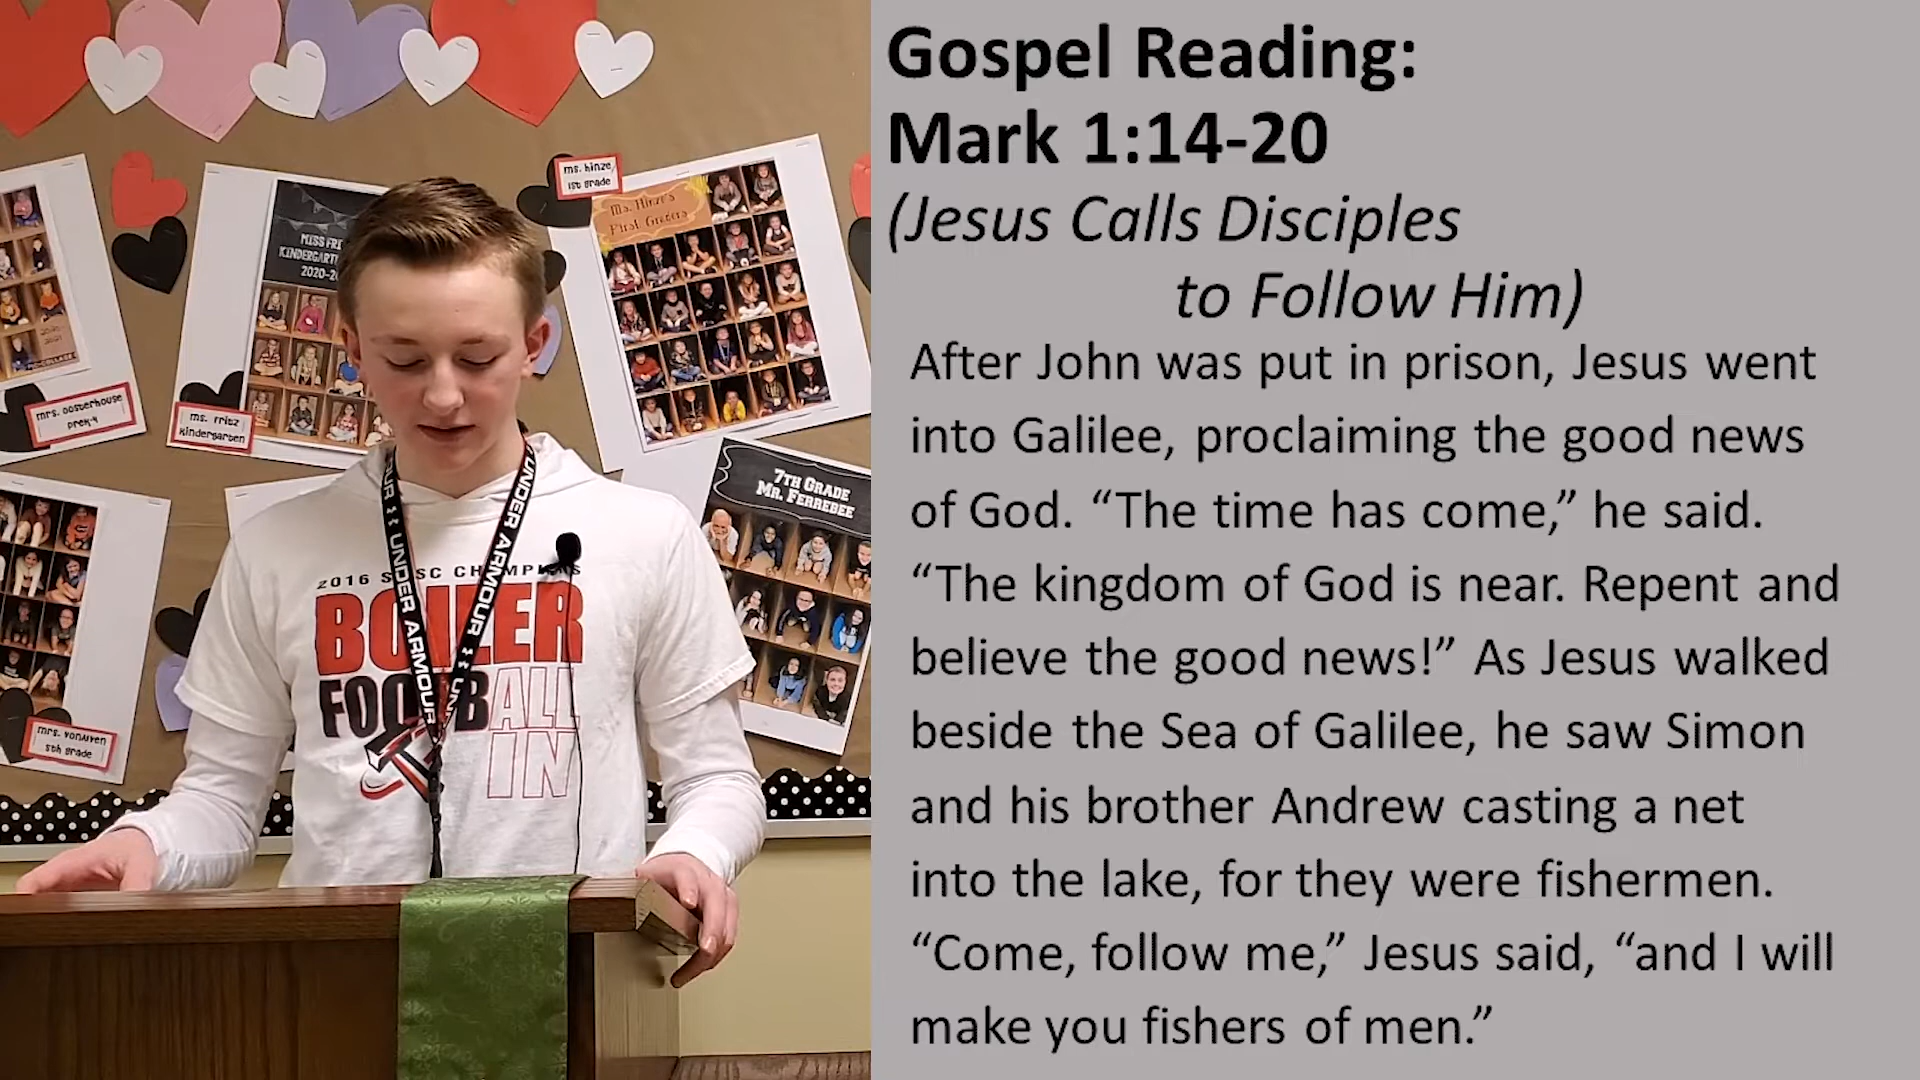 Gospel Reading:
Mark 1:14-20
(Jesus Calls Disciples
to Follow Him)
After John was put in prison, Jesus went
into Galilee, proclaiming the good news
of God. “The time has come,” he said.
“The kingdom of God is near. Repent and
believe the good news!” As Jesus walked
beside the Sea of Galilee, he saw Simon
and his brother Andrew casting a net
into the lake, for they were fishermen.
“Come, follow me,” Jesus said, “and I will
make you fishers of men.”
ms. hinze
1st grade
Ms. Hinze's
First Graders
MISS
2020-
mrs. oosterhouse
prek-4
ms. fritz
kindergarten
7th Grade
Mr. Ferrebee
mrs. vonalven
5th grade
UNDER ARMOUR
UNDER ARMOUR
2016
BOILER
FOOTBALL
IN